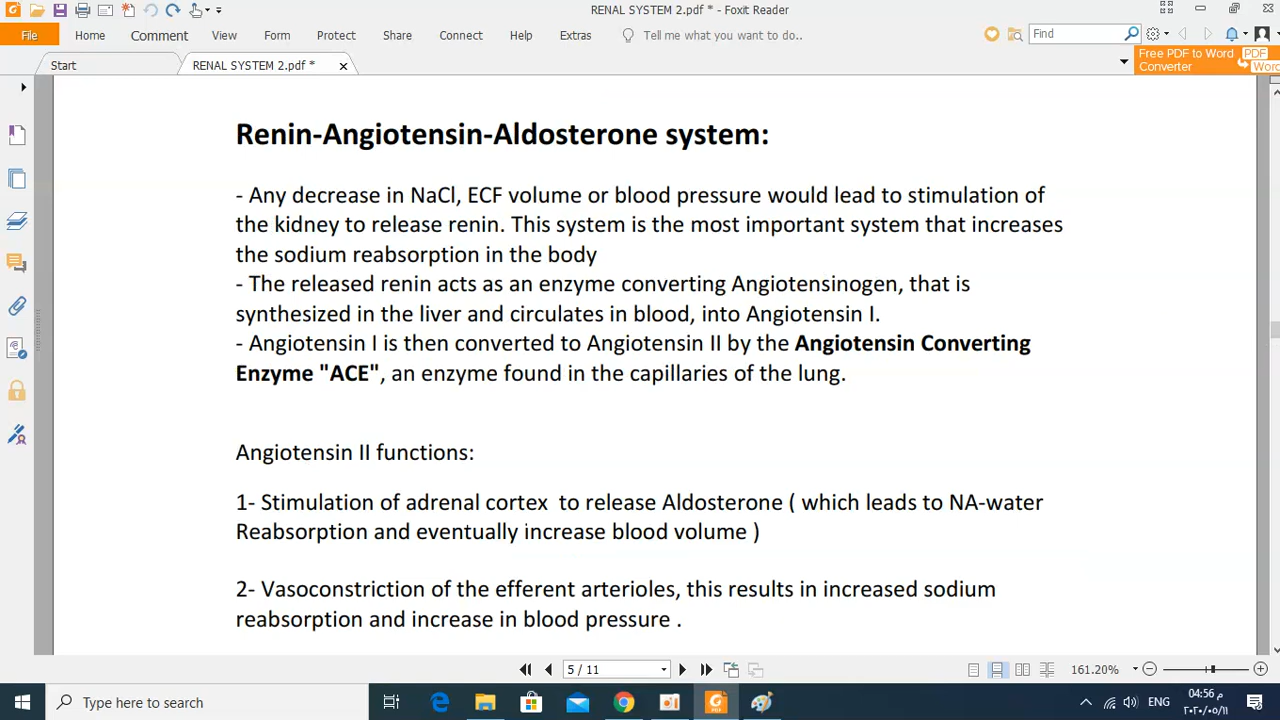 RENAL SYSTEM 2.pdf * - Foxit Reader
File Home Comment View Form Protect Share Connect Help Extras Tell me what you want to do.. Find
Start RENAL SYSTEM 2.pdf *
Free PDF to Word
Converter
PDF
Word
Renin-Angiotensin-Aldosterone system:
- Any decrease in NaCl, ECF volume or blood pressure would lead to stimulation of
the kidney to release renin. This system is the most important system that increases
the sodium reabsorption in the body
- The released renin acts as an enzyme converting Angiotensinogen, that is
synthesized in the liver and circulates in blood, into Angiotensin I.
- Angiotensin I is then converted to Angiotensin II by the Angiotensin Converting
Enzyme "ACE", an enzyme found in the capillaries of the lung.
Angiotensin II functions:
1- Stimulation of adrenal cortex  to release Aldosterone ( which leads to NA-water
Reabsorption and eventually increase blood volume )
2- Vasoconstriction of the efferent arterioles, this results in increased sodium
reabsorption and increase in blood pressure .
5 / 11
161.20%
Type here to search
ENG
04:56 م
٢٠٢٠/٠٥/١١